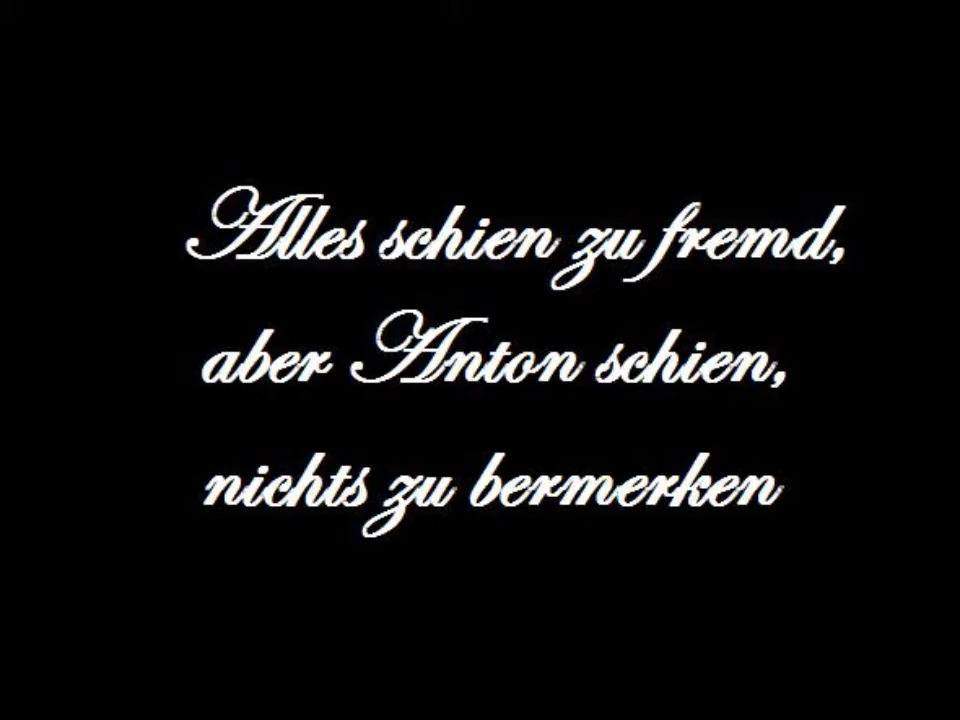 Alles schien zu fremd,
aber Anton schien,
nichts zu bermerken